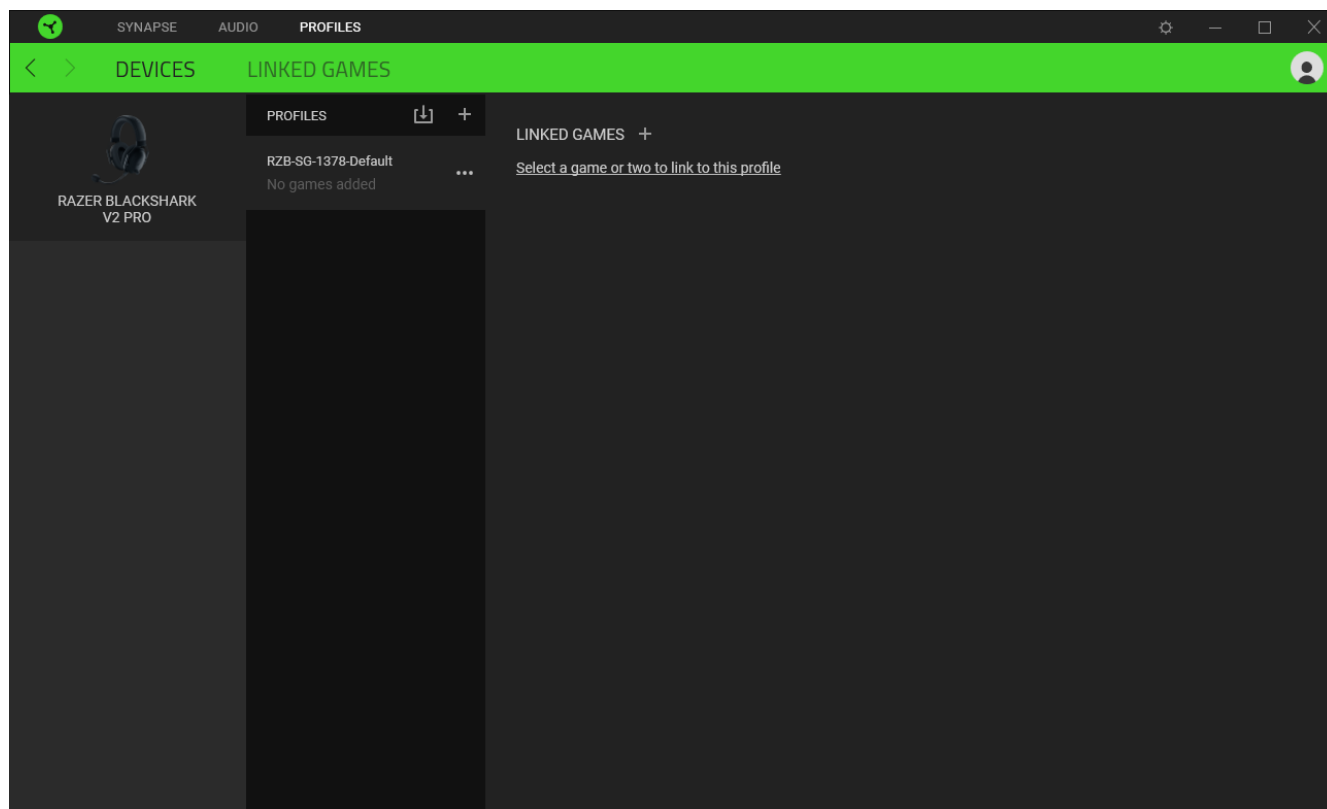 SYNAPSE AUDIO PROFILES
DEVICES LINKED GAMES
RAZER BLACKSHARK
V2 PRO
PROFILES
RZB-SG-1378-Default
No games added
LINKED GAMES
Select a game or two to link to this profile